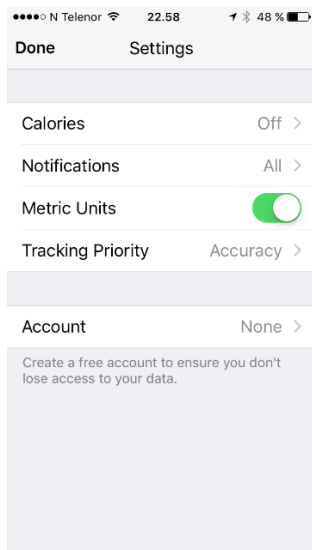 N Telenor 22.58 48 %
Done Settings
Calories Off
Notifications All
Metric Units
Tracking Priority Accuracy
Account None
Create a free account to ensure you don't
lose access to your data.